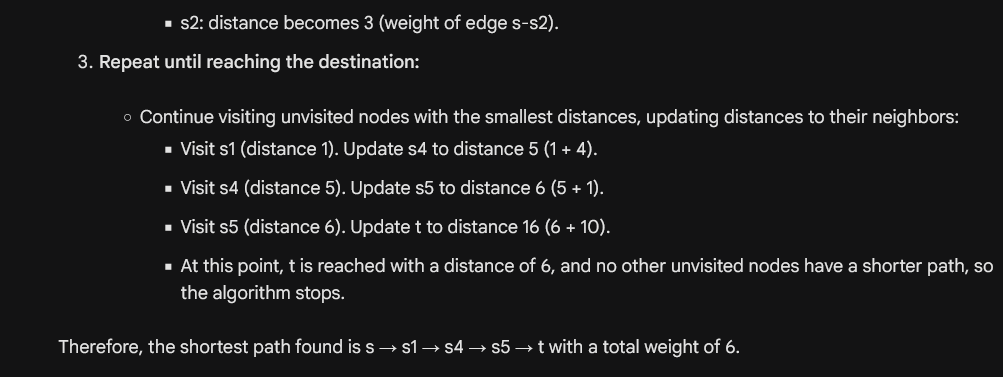 ▪ s2: distance becomes 3 (weight of edge s-s2).
3. Repeat until reaching the destination:
○ Continue visiting unvisited nodes with the smallest distances, updating distances to their neighbors:
▪ Visit s1 (distance 1). Update s4 to distance 5 (1 + 4).
▪ Visit s4 (distance 5). Update s5 to distance 6 (5 + 1).
▪ Visit s5 (distance 6). Update t to distance 16 (6 + 10).
▪ At this point, t is reached with a distance of 6, and no other unvisited nodes have a shorter path, so
the algorithm stops.
Therefore, the shortest path found is s → s1 → s4 → s5 → t with a total weight of 6.